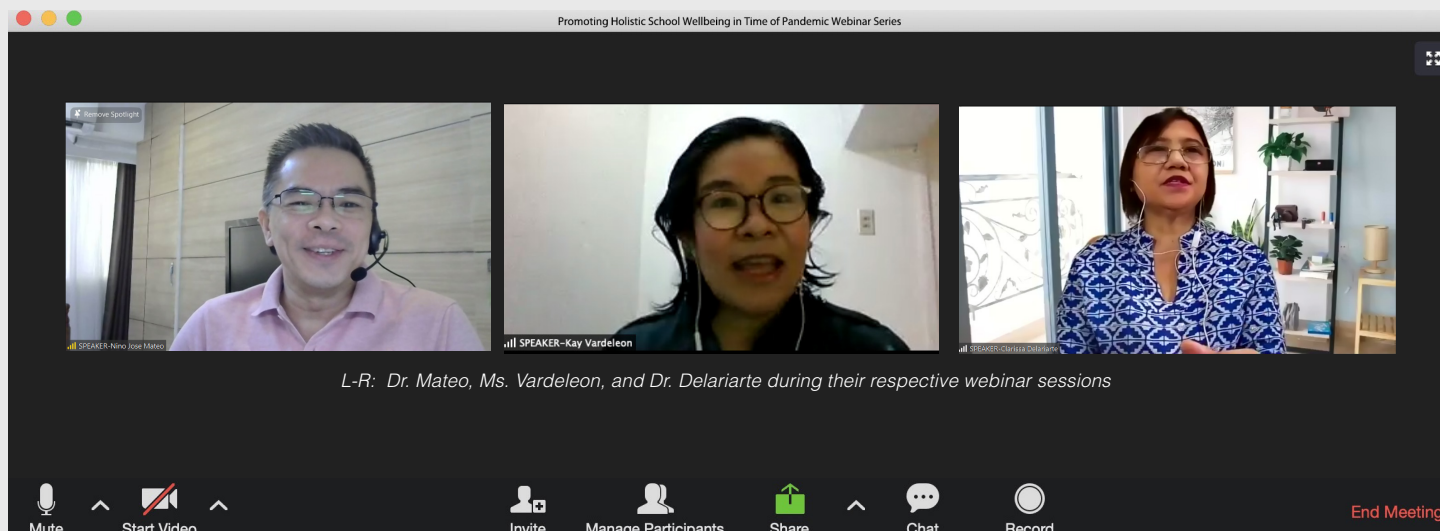 Promoting Holistic School Wellbeing in Time of Pandemic Webinar Series
Remove Spotlight
SPEAKER-Nino Jose Mateo
SPEAKER-Kay Vardeleon
SPEAKER-Clarissa Delariarte
L-R: Dr. Mateo, Ms. Vardeleon, and Dr. Delariarte during their respective webinar sessions
Mute
Start Video
Invite
Manage Participants
Share
Chat
Record
End Meeting